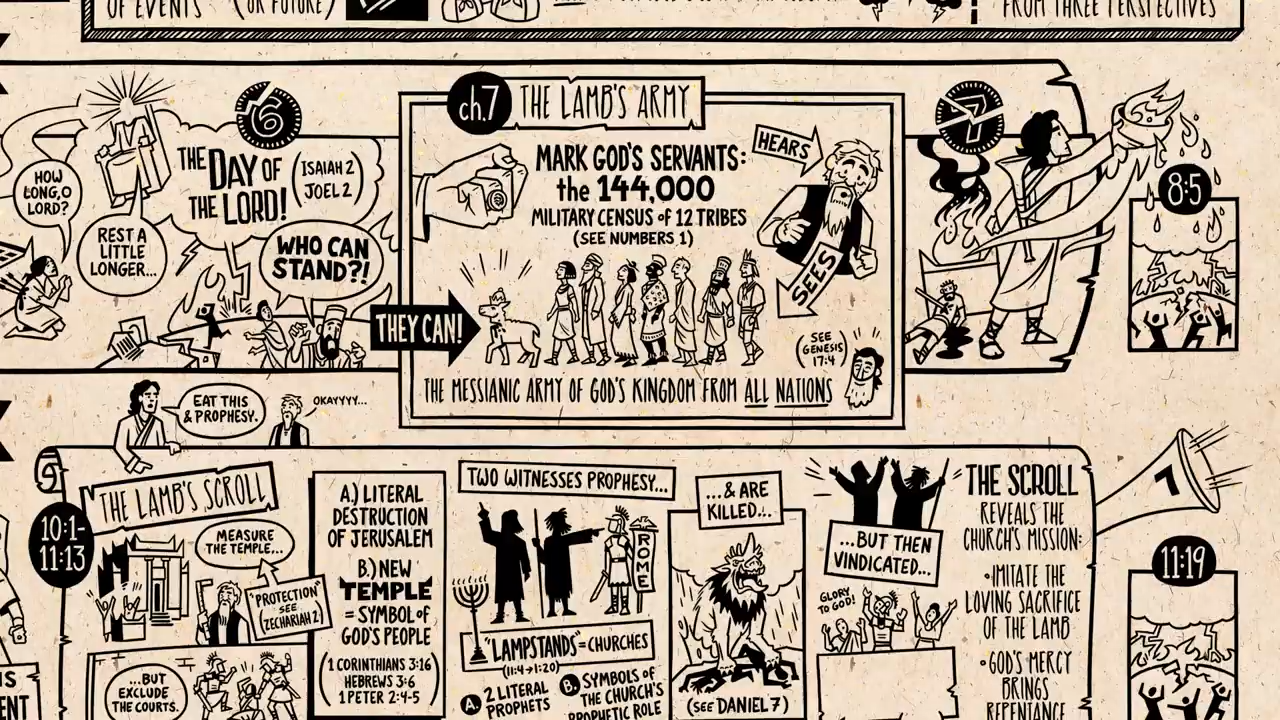 OF EVENTS
OR FUTURE)
FROM THREE PERSPECTIVES
HOW
LONG, O
LORD?
REST A
LITTLE
LONGER...
6
THE DAY OF
THE LORD!
(ISAIAH 2
JOEL 2)
WHO CAN
STAND?!
THEY CAN!
ch.7 THE LAMB'S ARMY
MARK GOD'S SERVANTS:
the 144,000
MILITARY CENSUS of 12 TRIBES
(SEE NUMBERS 1)
HEARS
SEES
(SEE
GENESIS
17:4)
THE MESSIANIC ARMY OF GOD'S KINGDOM FROM ALL NATIONS
7
8:5
EAT THIS
& PROPHESY.
OKAYYYY...
10:1-
11:13
THE LAMB'S SCROLL
MEASURE
THE TEMPLE...
"PROTECTION"
SEE
ZECHARIAH 2)
...BUT
EXCLUDE
THE COURTS.
A.) LITERAL
DESTRUCTION
OF JERUSALEM
B.) NEW
TEMPLE
= SYMBOL of
GOD'S PEOPLE
(1 CORINTHIANS 3:16
HEBREWS 3:6
1 PETER 2:4-5)
TWO WITNESSES PROPHESY...
ROME
"LAMPSTANDS" = CHURCHES
(11:4→1:20)
A 2 LITERAL
PROPHETS
B SYMBOLS of
THE CHURCH'S
PROPHETIC ROLE
...& ARE
KILLED...
(SEE DANIEL 7)
...BUT THEN
VINDICATED...
GLORY
TO GOD!
THE SCROLL
REVEALS THE
CHURCH'S MISSION:
•IMITATE THE
LOVING SACRIFICE
OF THE LAMB
•GOD'S MERCY
BRINGS
REPENTANCE
7
11:19